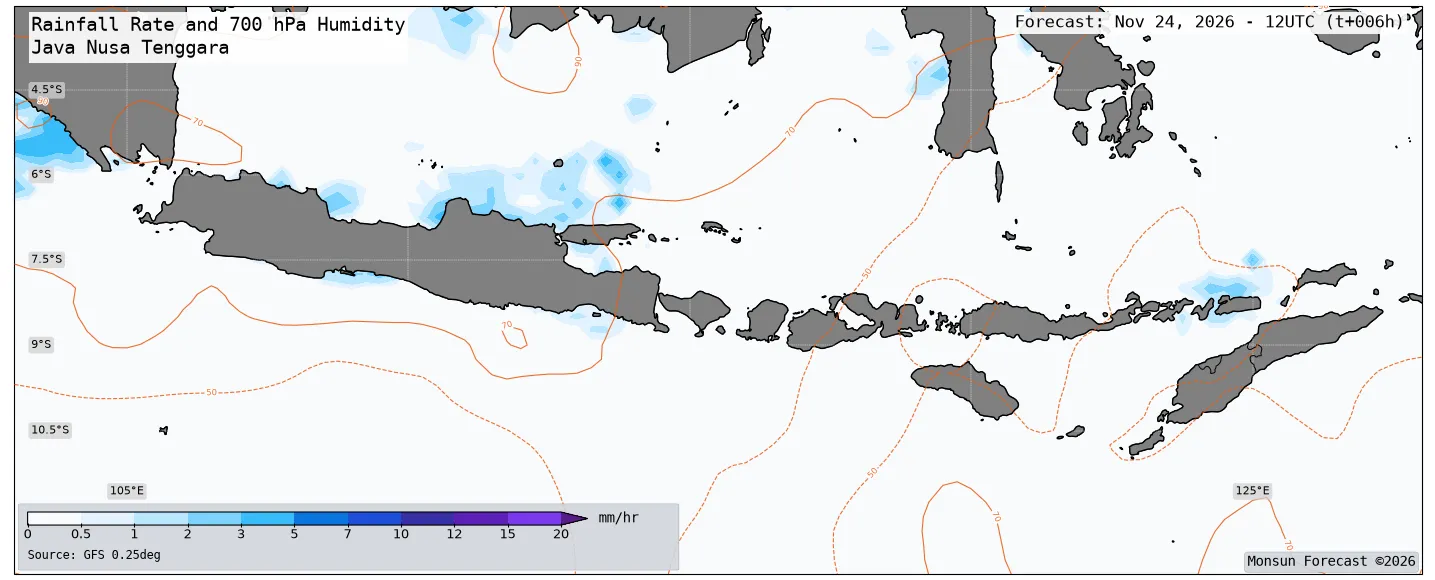 Rainfall Rate and 700 hPa Humidity
Java Nusa Tenggara
Forecast: Nov 24, 2026 - 12UTC (t+006h)
90
4.5°S
70
70
6°S
50
7.5°S
70
9°S
50
10.5°S
50
105°E
125°E
70
70
0 0.5 1 2 3 5 7 10 12 15 20 mm/hr
Source: GFS 0.25deg
Monsun Forecast ©2026